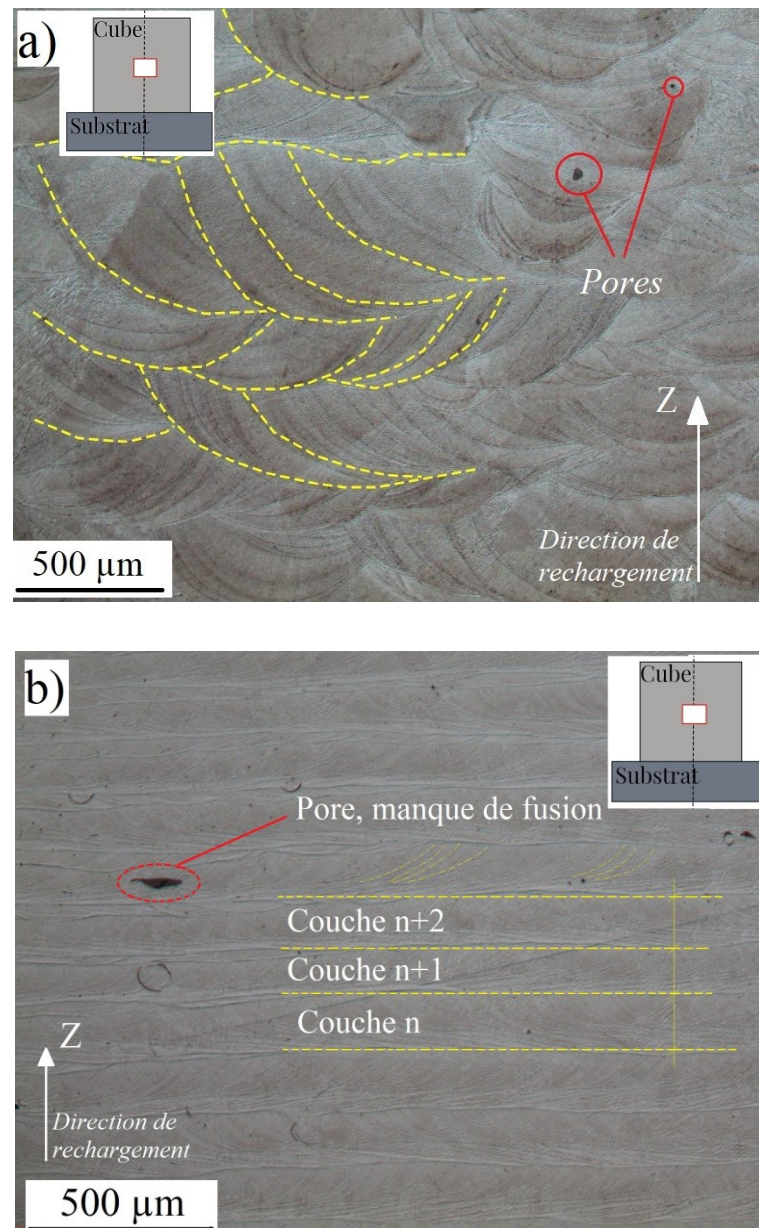 a)
Cube
Substrat
Pores
Z
Direction de
rechargement
500 µm
b)
Cube
Substrat
Pore, manque de fusion
Couche n+2
Couche n+1
Couche n
Z
Direction de
rechargement
500 µm